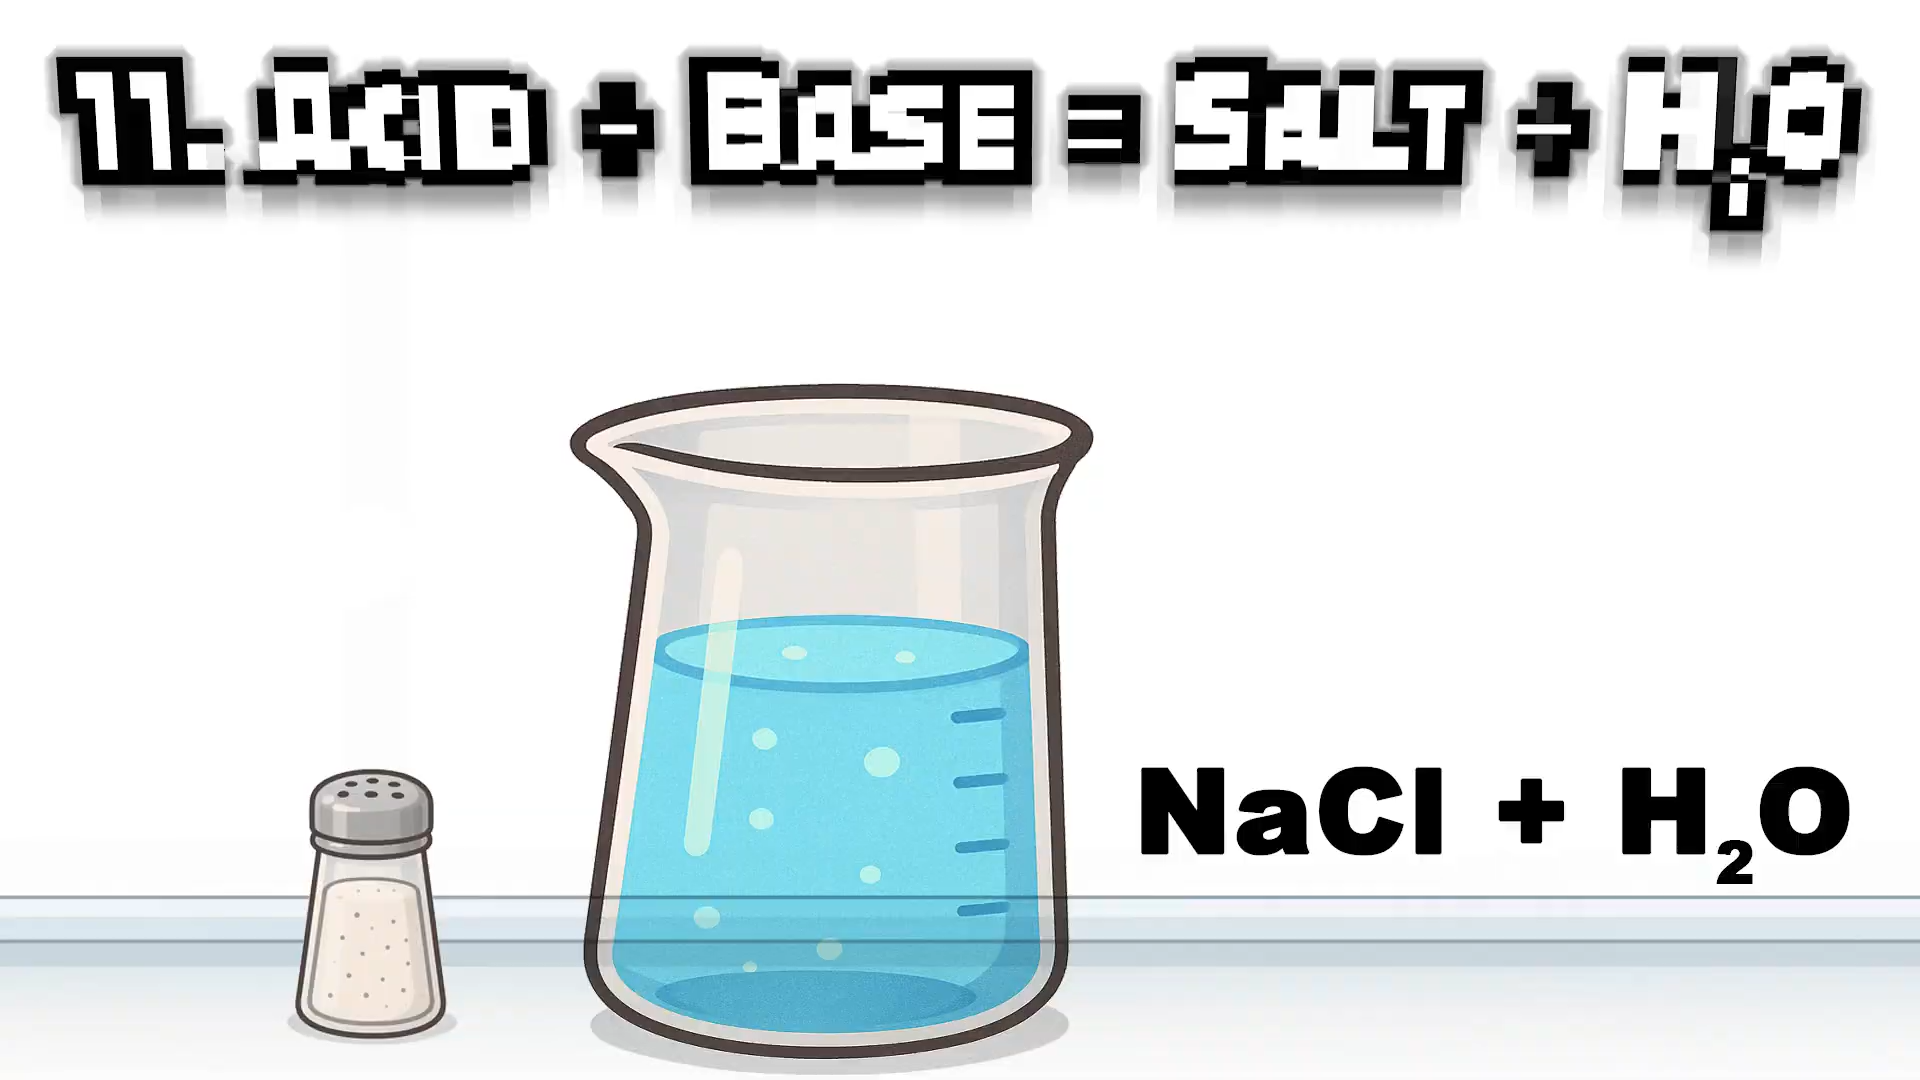 11. Acid + Base = Salt + H₂O
NaCl + H₂O